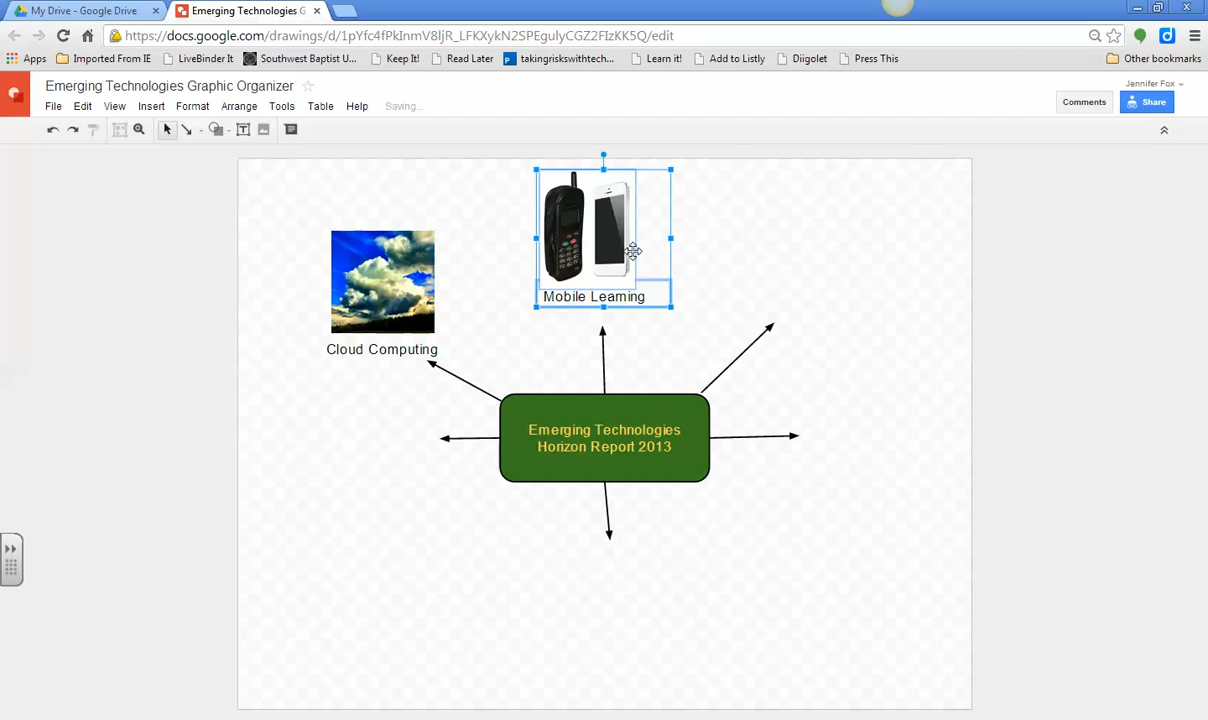 My Drive - Google Drive
Emerging Technologies G
https://docs.google.com/drawings/d/1pYfc4fPkInmV8ljR_LFKXykN2SPEgulyCGZ2FIzKK5Q/edit
Apps
Imported From IE
LiveBinder It
Southwest Batista U...
Keep It!
Read Later
takingriskswithtech...
Learn it!
Add to Listly
Diigolet
Press This
Other bookmarks
Emerging Technologies Graphic Organizer
Jennifer Fox
File Edit View Insert Format Arrange Tools Table Help Saving...
Comments
Share
Mobile Learning
Cloud Computing
Emerging Technologies
Horizon Report 2013